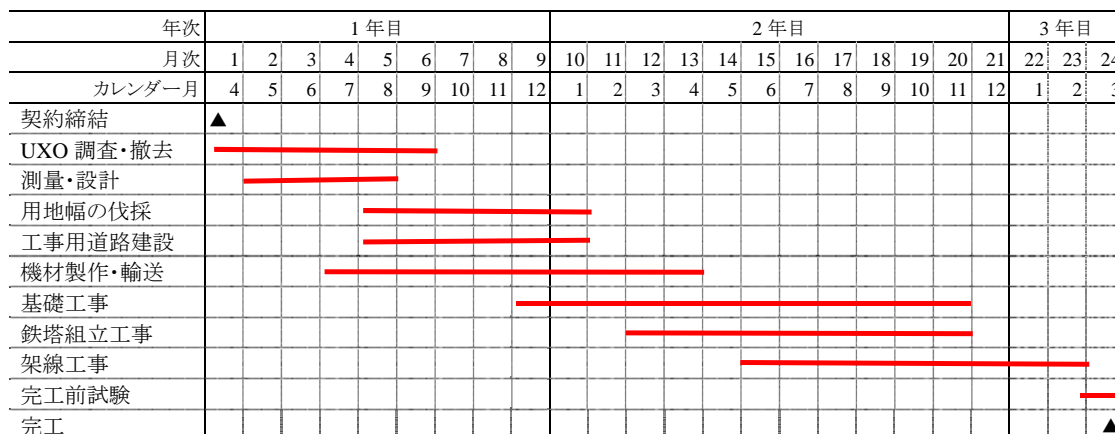 年次 1年目 2年目 3年目
月次 1 2 3 4 5 6 7 8 9 10 11 12 13 14 15 16 17 18 19 20 21 22 23 24
カレンダー月 4 5 6 7 8 9 10 11 12 1 2 3 4 5 6 7 8 9 10 11 12 1 2 3
契約締結 ▲
UXO 調査・撤去
測量・設計
用地幅の伐採
工事用道路建設
機材製作・輸送
基礎工事
鉄塔組立工事
架線工事
完工前試験
完工 ▲